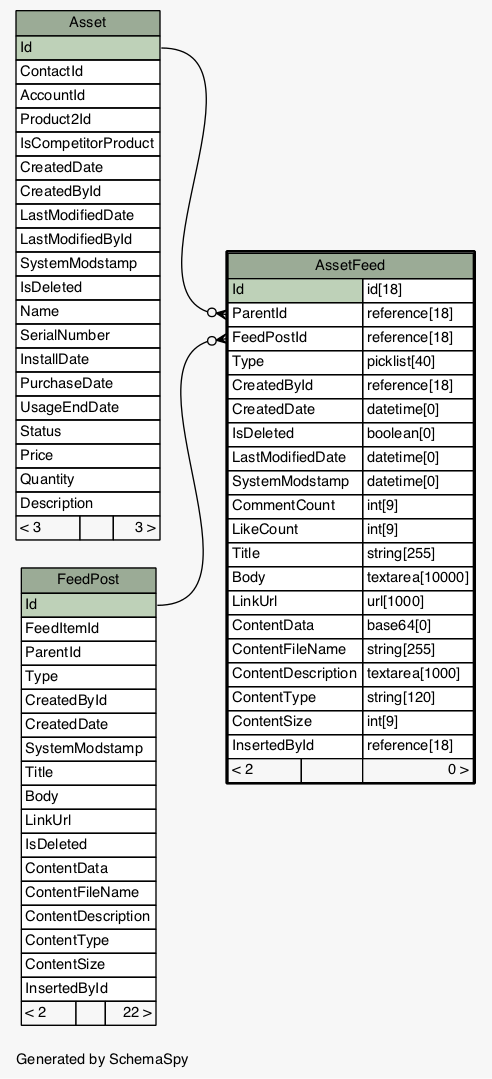 Asset
Id
ContactId
AccountId
Product2Id
IsCompetitorProduct
CreatedDate
CreatedById
LastModifiedDate
LastModifiedById
SystemModstamp
IsDeleted
Name
SerialNumber
InstallDate
PurchaseDate
UsageEndDate
Status
Price
Quantity
Description
< 3 3 >
AssetFeed
Id id[18]
ParentId reference[18]
FeedPostId reference[18]
Type picklist[40]
CreatedById reference[18]
CreatedDate datetime[0]
IsDeleted boolean[0]
LastModifiedDate datetime[0]
SystemModstamp datetime[0]
CommentCount int[9]
LikeCount int[9]
Title string[255]
Body textarea[10000]
LinkUrl url[1000]
ContentData base64[0]
ContentFileName string[255]
ContentDescription textarea[1000]
ContentType string[120]
ContentSize int[9]
InsertedById reference[18]
< 2 0 >
FeedPost
Id
FeedItemId
ParentId
Type
CreatedById
CreatedDate
SystemModstamp
Title
Body
LinkUrl
IsDeleted
ContentData
ContentFileName
ContentDescription
ContentType
ContentSize
InsertedById
< 2 22 >
Generated by SchemaSpy